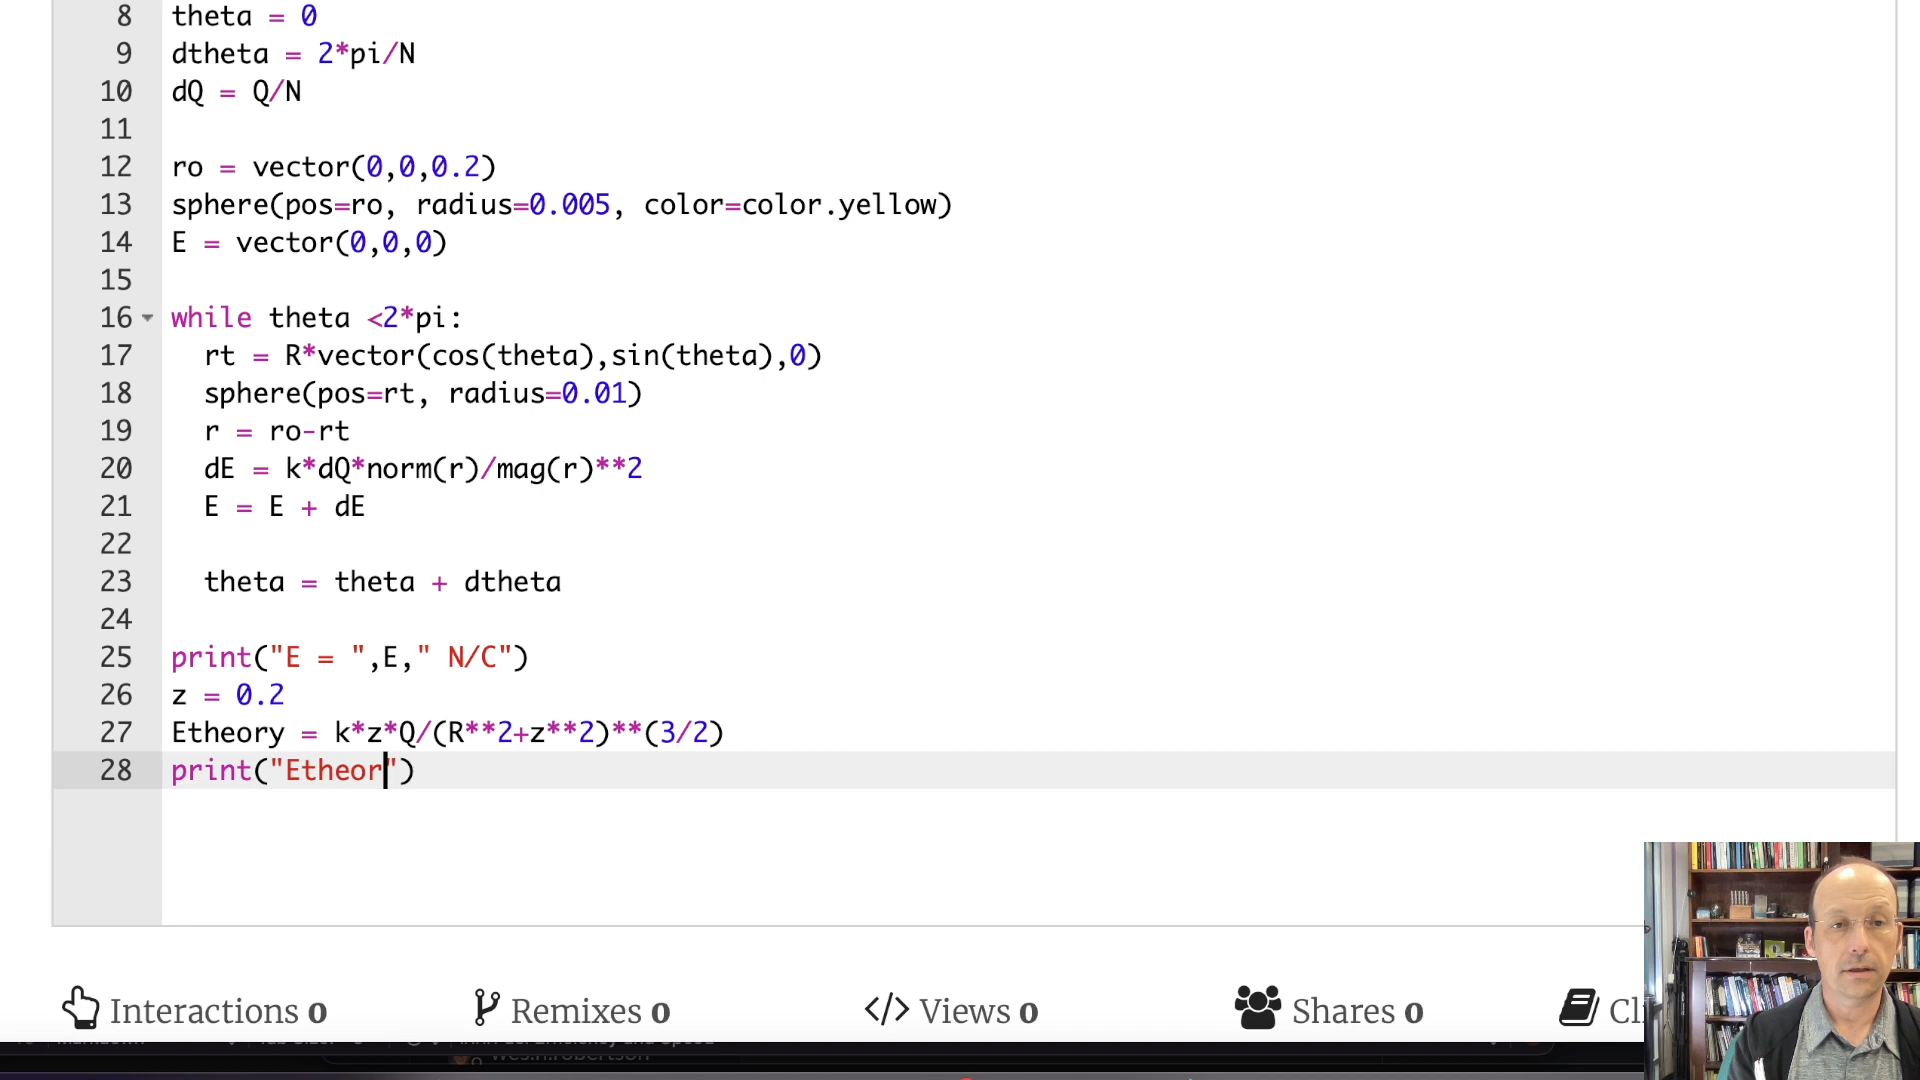 8 theta = 0
9 dtheta = 2*pi/N
10 dQ = Q/N
11
12 ro = vector(0,0,0.2)
13 sphere(pos=ro, radius=0.005, color=color.yellow)
14 E = vector(0,0,0)
15
16 while theta <2*pi:
17 rt = R*vector(cos(theta),sin(theta),0)
18 sphere(pos=rt, radius=0.01)
19 r = ro-rt
20 dE = k*dQ*norm(r)/mag(r)**2
21 E = E + dE
22
23 theta = theta + dtheta
24
25 print("E = ",E," N/C")
26 z = 0.2
27 Etheory = k*z*Q/(R**2+z**2)**(3/2)
28 print("Etheor")
Interactions 0 Remixes 0 </> Views 0 Shares 0